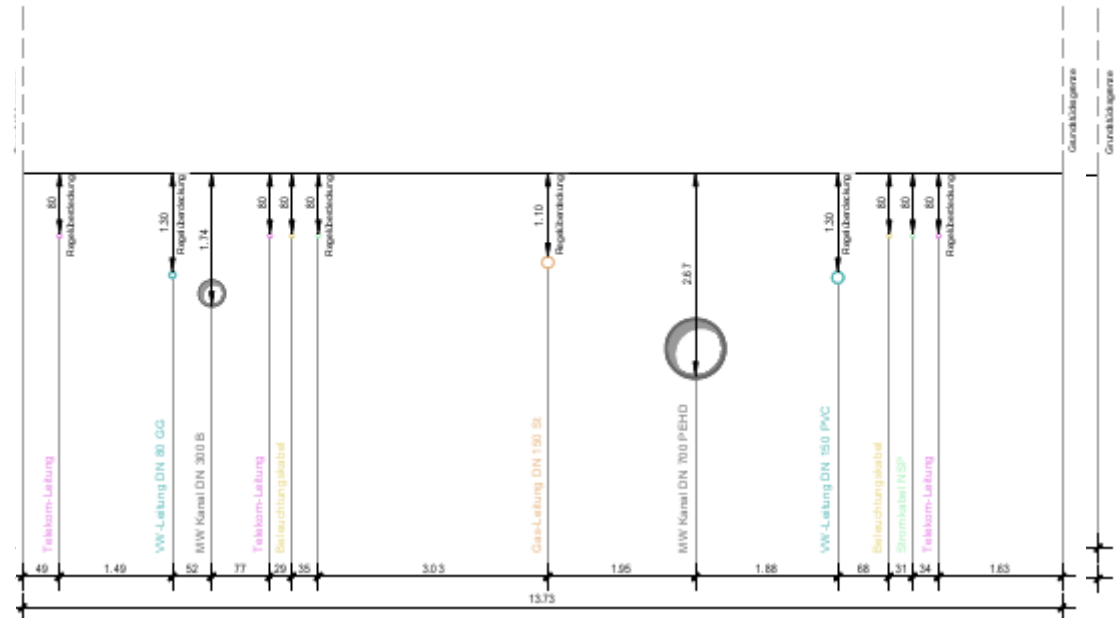 Grundstücksgrenze
Grundstücksgrenze
80
Regelüberdeckung
1.30
Regelüberdeckung
1.74
80
80
80
Regelüberdeckung
1.10
Regelüberdeckung
2.67
1.30
Regelüberdeckung
80
80
80
Regelüberdeckung
Telekom-Leitung
VW-Leitung DN 80 GG
MW Kanal DN 300 B
Telekom-Leitung
Beleuchtungskabel
Gas-Leitung DN 150 St
MW Kanal DN 700 PEHD
VW-Leitung DN 150 PVC
Beleuchtungskabel
Stromkabel NSP
Telekom-Leitung
49
1.49
52
77
29
35
3.03
1.95
1.88
68
31
34
1.63
13.73